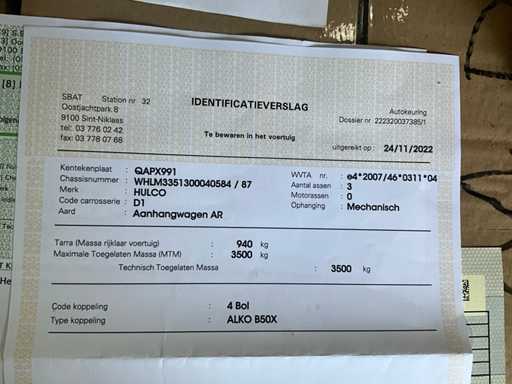 SBAT Station nr 32
Oostjachtpark 8
9100 Sint-Niklaas
tel: 03 776 02 42
fax: 03 778 07 66
IDENTIFICATIEVERSLAG
Te bewaren in het voertuig
Autokeuring
Dossier nr 222320037385/1
uitgereikt op : 24/11/2022
Kentekenplaat : QAPX991
Chassisnummer : WHLM3351300040584 / 87
Merk : HULCO
Code carrosserie : D1
Aard : Aanhangwagen AR
WVTA nr. : e4*2007/46*0311*04
Aantal assen : 3
Motorassen : 0
Ophanging : Mechanisch
Tarra (Massa rijklaar voertuig) : 940 kg
Maximale Toegelaten Massa (MTM) : 3500 kg
Technisch Toegelaten Massa : 3500 kg
Code koppeling : 4 Bol
Type koppeling : ALKO B50X